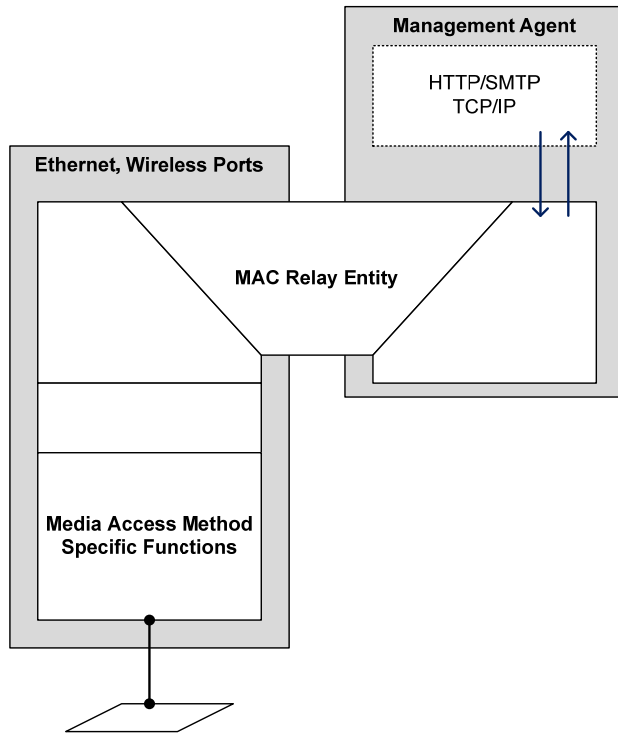 Management Agent
HTTP/SMTP
TCP/IP
Ethernet, Wireless Ports
MAC Relay Entity
Media Access Method
Specific Functions